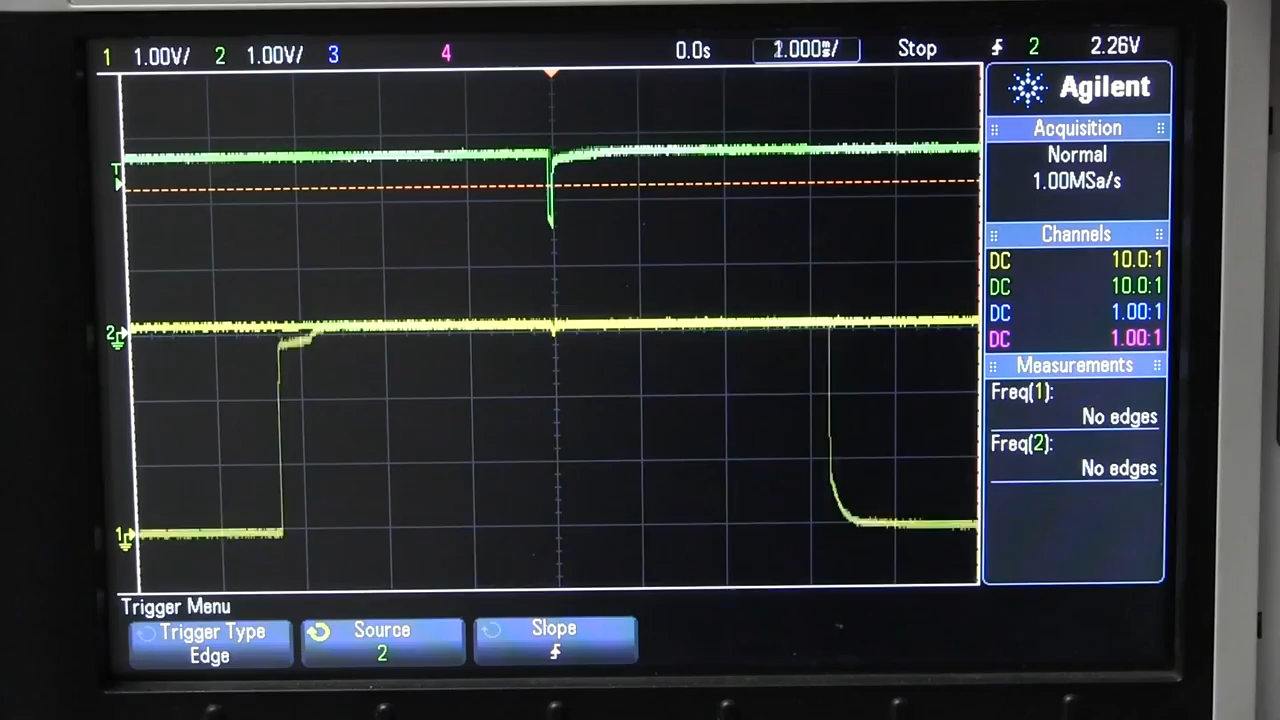 1 1.00V/ 2 1.00V/ 3 4 0.0s Stop 2 2.26V
Agilent
Acquisition
Normal
1.00MSa/s
Channels
DC 10.0:1
DC 10.0:1
DC 1.00:1
DC 1.00:1
Measurements
Freq(1):
No edges
Freq(2):
No edges
T
2
1
Trigger Menu
Trigger Type
Edge
Source
2
Slope